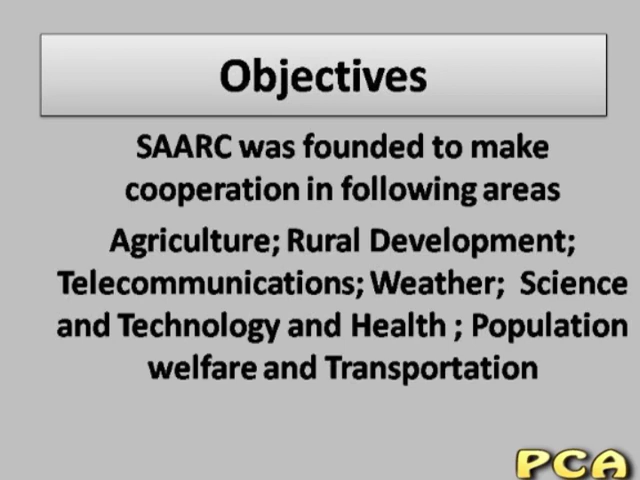 Objectives
SAARC was founded to make
cooperation in following areas
Agriculture; Rural Development;
Telecommunications; Weather;  Science
and Technology and Health ; Population
welfare and Transportation
PCA